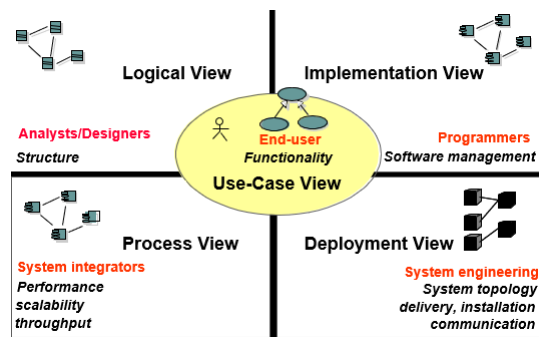 Logical View
Implementation View
Analysts/Designers
Structure
End-user
Functionality
Use-Case View
Programmers
Software management
Process View
Deployment View
System integrators
Performance
scalability
throughput
System engineering
System topology
delivery, installation
communication